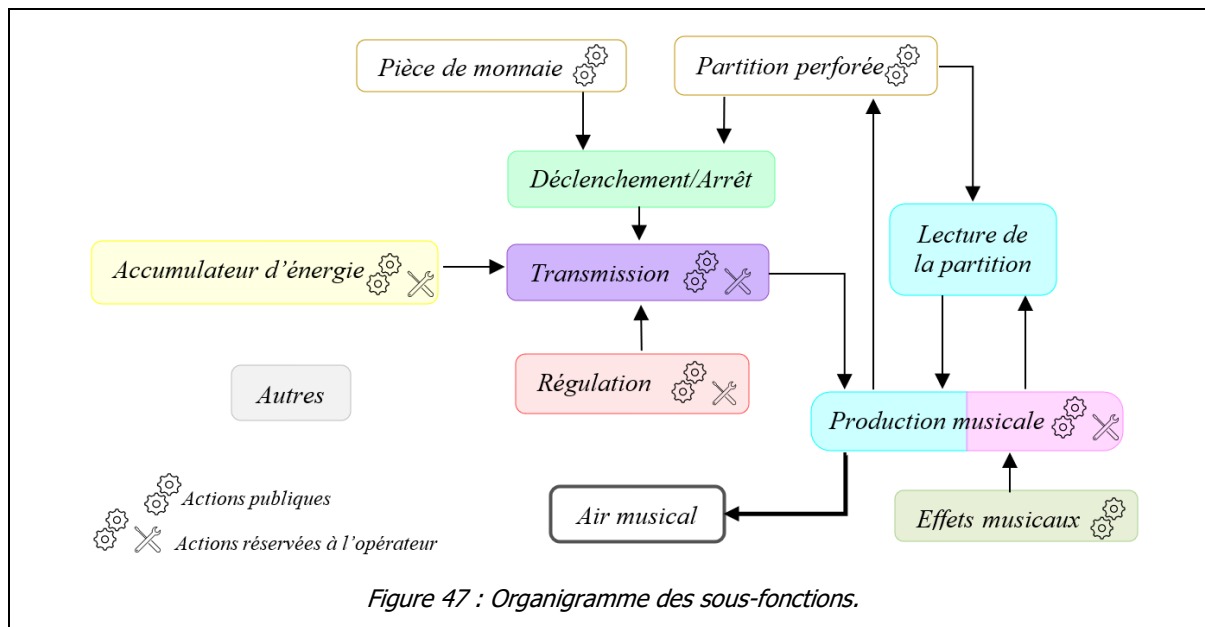 Pièce de monnaie
Partition perforée
Déclenchement/Arrêt
Lecture de
la partition
Accumulateur d’énergie
Transmission
Régulation
Autres
Production musicale
Actions publiques
Air musical
Effets musicaux
Actions réservées à l’opérateur
Figure 47 : Organigramme des sous-fonctions.